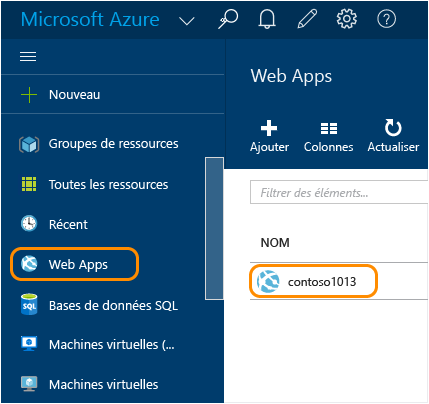 Microsoft Azure
Nouveau
Groupes de ressources
Toutes les ressources
Récent
Web Apps
Bases de données SQL
Machines virtuelles (...
Machines virtuelles
Web Apps
Ajouter Colonnes Actualiser
Filtrer des éléments...
NOM
contoso1013